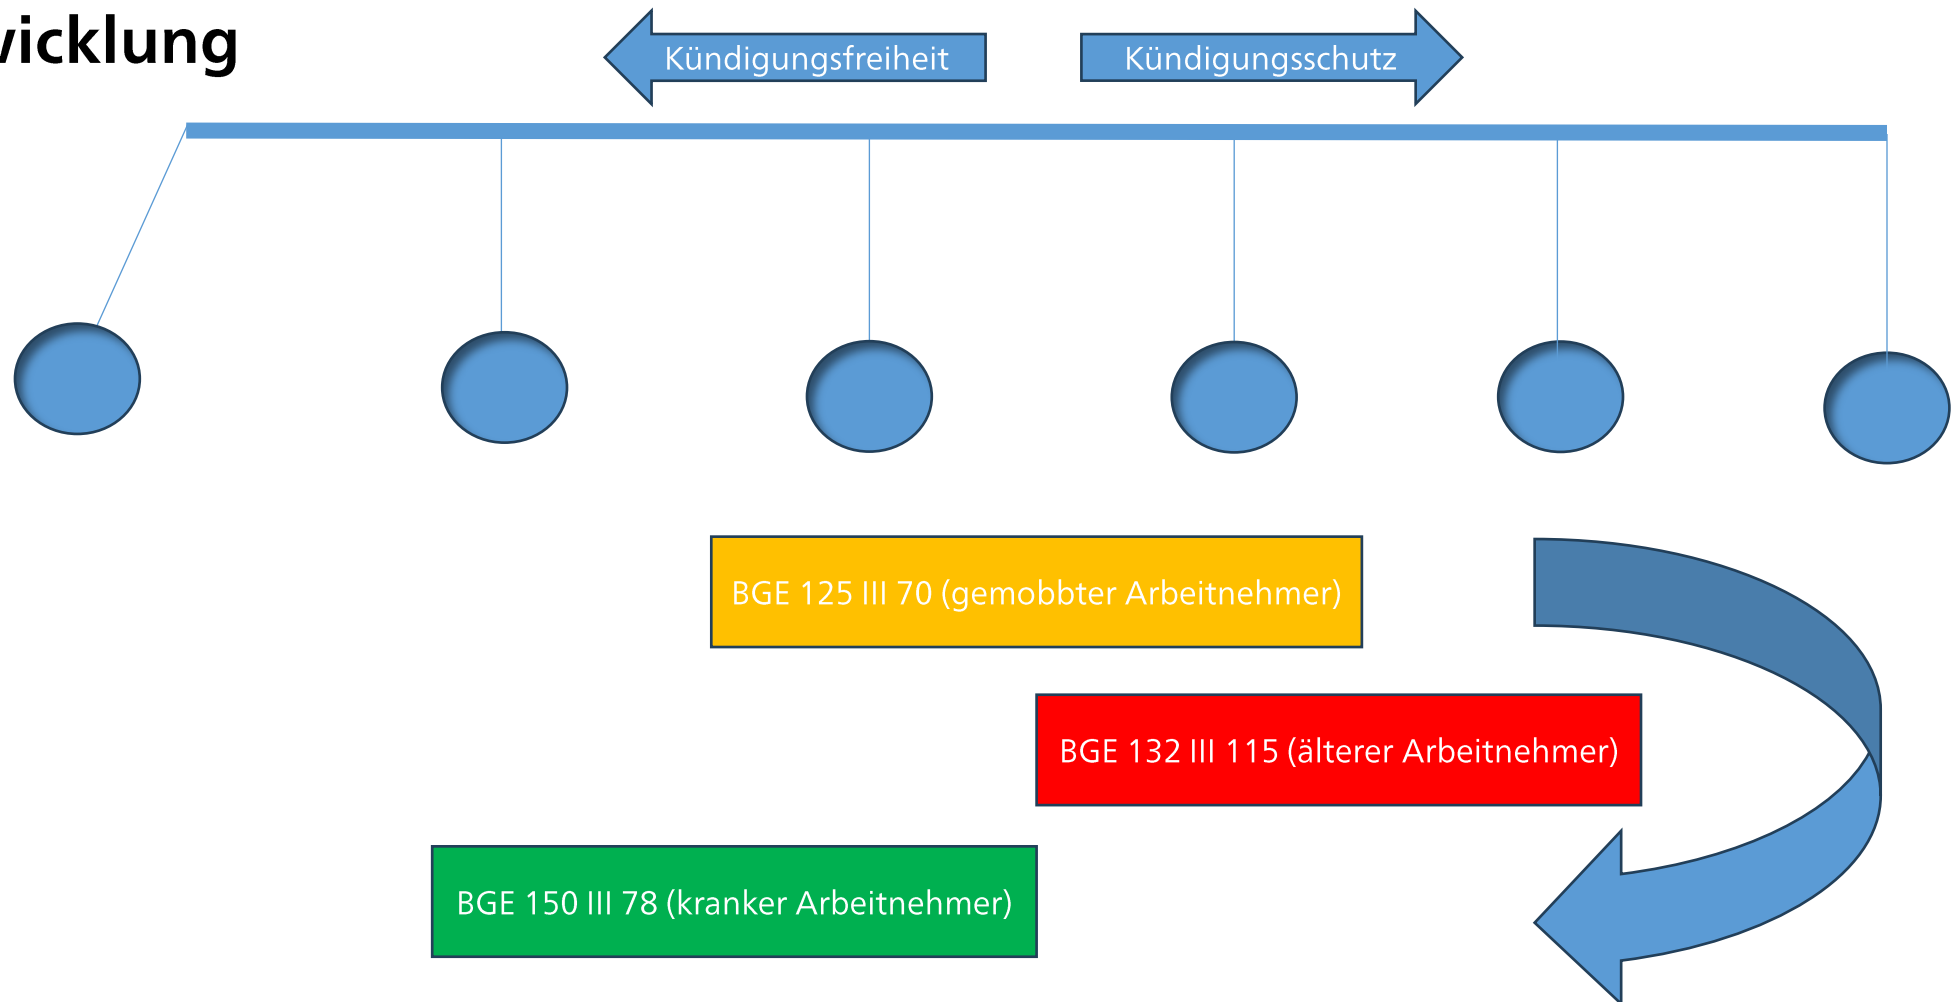 wicklung
Kündigungsfreiheit
Kündigungsschutz
BGE 125 III 70 (gemobbter Arbeitnehmer)
BGE 132 III 115 (älterer Arbeitnehmer)
BGE 150 III 78 (kranker Arbeitnehmer)